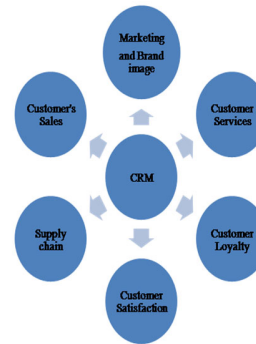 Marketing
and Brand
image
Customer's
Sales
Customer
Services
CRM
Supply
chain
Customer
Loyalty
Customer
Satisfaction